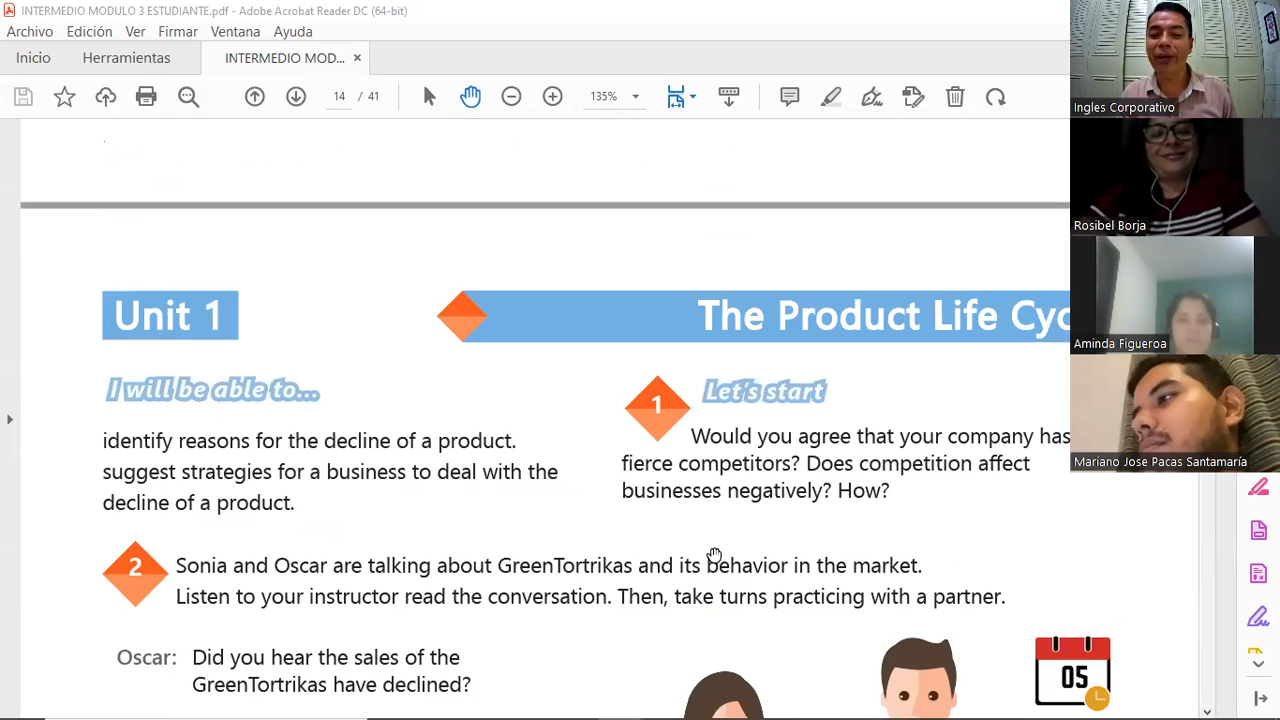 INTERMEDIO MODULO 3 ESTUDIANTE.pdf - Adobe Acrobat Reader DC (64-bit)
Archivo Edición Ver Firmar Ventana Ayuda
Inicio Herramientas INTERMEDIO MOD... ×
14 / 41 135%
Ingles Corporativo
Rosibel Borja
Aminda Figueroa
Mariano Jose Pacas Santamaría
Unit 1
The Product Life Cyc
I will be able to...
identify reasons for the decline of a product.
suggest strategies for a business to deal with the
decline of a product.
1 Let's start
Would you agree that your company has
fierce competitors? Does competition affect
businesses negatively? How?
2 Sonia and Oscar are talking about GreenTortrikas and its behavior in the market.
Listen to your instructor read the conversation. Then, take turns practicing with a partner.
Oscar: Did you hear the sales of the
GreenTortrikas have declined?
05